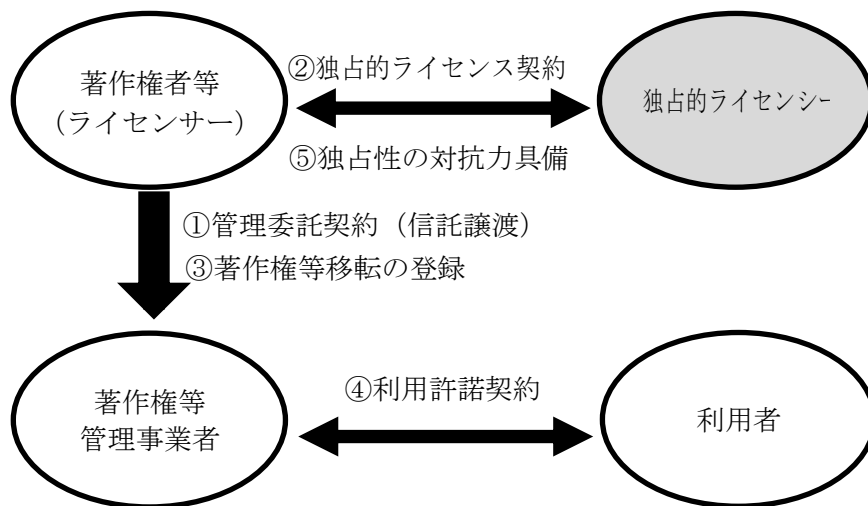 著作権者等
(ライセンサー)
②独占的ライセンス契約
独占的ライセンシー
⑤独占性の対抗力具備
①管理委託契約（信託譲渡）
③著作権等移転の登録
著作権等
管理事業者
④利用許諾契約
利用者